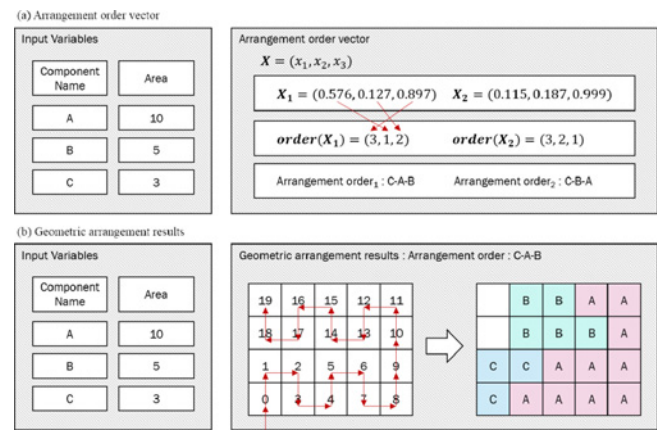 (a) Arrangement order vector
Input Variables
Component Name
Area
A
10
B
5
C
3
Arrangement order vector
X = (x₁, x₂, x₃)
X₁ = (0.576, 0.127, 0.897)
X₂ = (0.115, 0.187, 0.999)
order(X₁) = (3, 1, 2)
order(X₂) = (3, 2, 1)
Arrangement order₁ : C-A-B
Arrangement order₂ : C-B-A
(b) Geometric arrangement results
Input Variables
Component Name
Area
A
10
B
5
C
3
Geometric arrangement results : Arrangement order : C-A-B
19 16 15 12 11
18 17 14 13 10
1 2 5 6 9
0 3 4 7 8
B B A A
B B B A
C C A A A
C A A A A